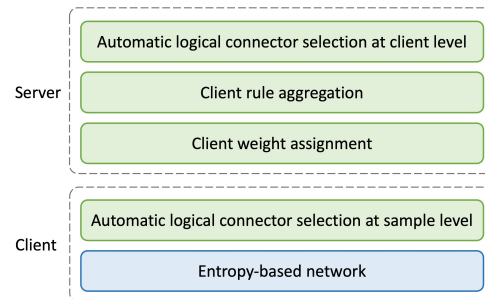 Automatic logical connector selection at client level
Server
Client rule aggregation
Client weight assignment
Automatic logical connector selection at sample level
Client
Entropy-based network